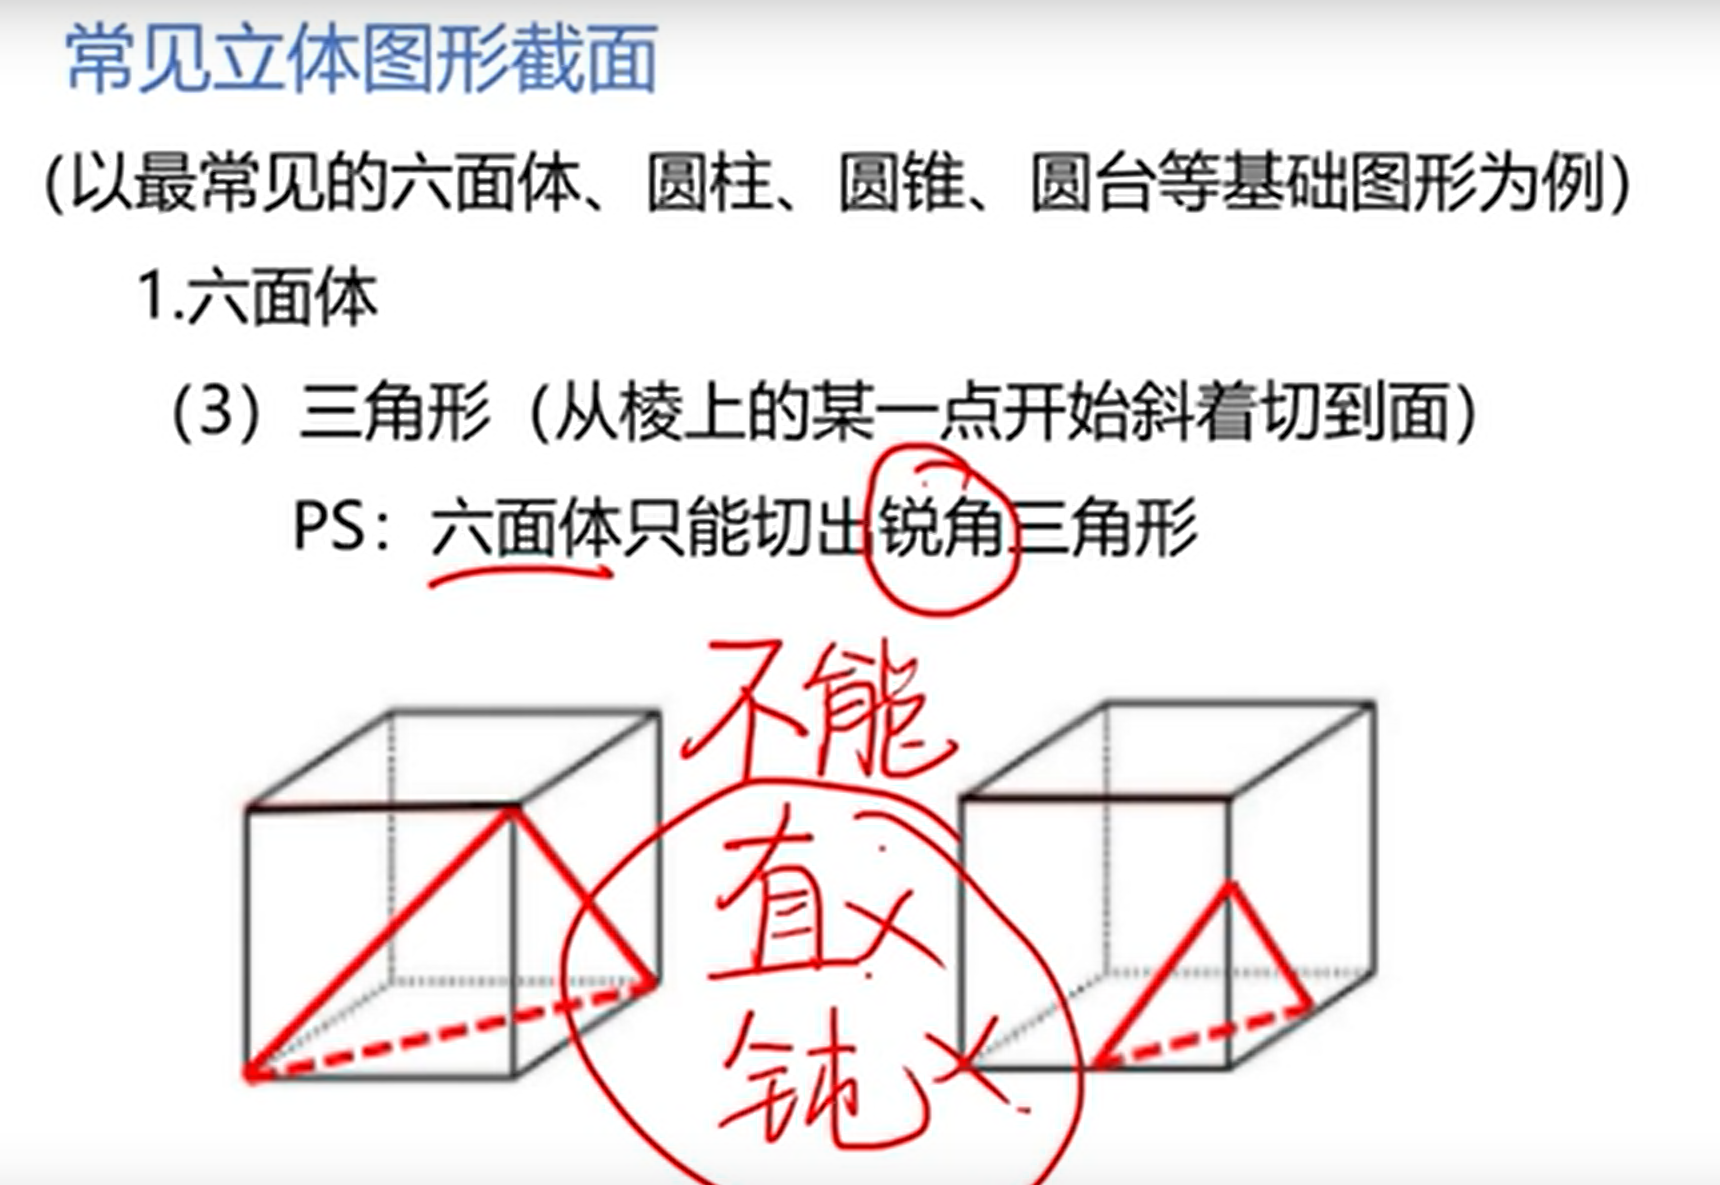 常见立体图形截面
(以最常见的六面体、圆柱、圆锥、圆台等基础图形为例)
1.六面体
（3）三角形（从棱上的某一点开始斜着切到面）
PS：六面体只能切出锐角三角形
不能
直×
钝×